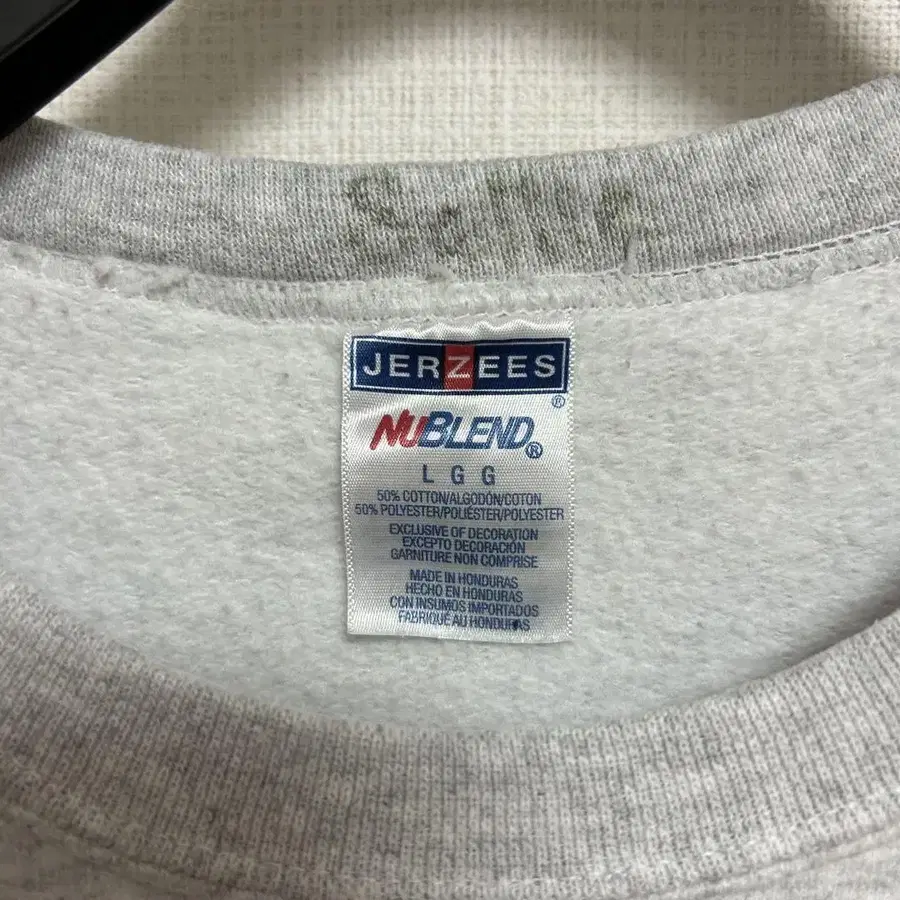 JERZEES
®
NUBLEND®
L G G
50% COTTON/ALGODÓN/COTON
50% POLYESTER/POLIÉSTER/POLYESTER
EXCLUSIVE OF DECORATION
EXCEPTO DECORACIÓN
GARNITURE NON COMPRISE
MADE IN HONDURAS
HECHO EN HONDURAS
CON INSUMOS IMPORTADOS
FABRIQUÉ AU HONDURAS